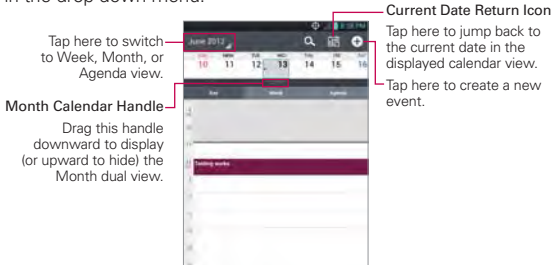 in the drop-down menu.
Current Date Return Icon
Tap here to jump back to
the current date in the
displayed calendar view.
Tap here to create a new
event.
Tap here to switch
to Week, Month, or
Agenda view.
Month Calendar Handle
Drag this handle
downward to display
(or upward to hide) the
Month dual view.
June 2013
10 11 12 13 14 15 16
Day Week Agenda